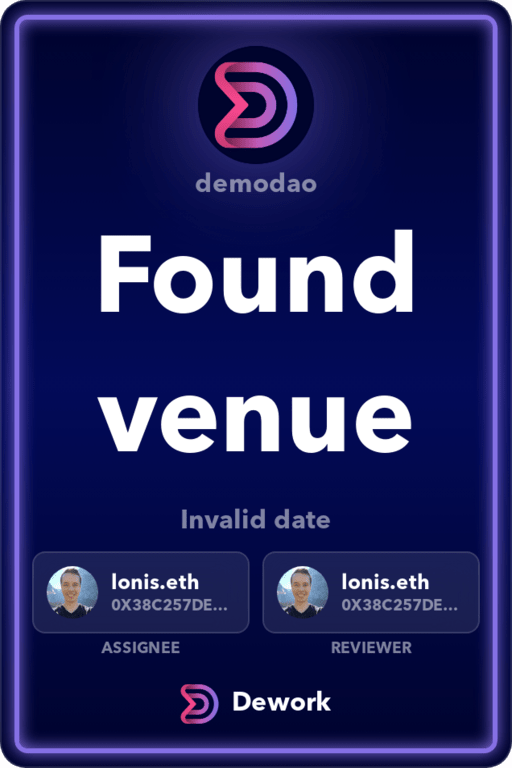 demodao
Found
venue
Invalid date
lonis.eth
0X38C257DE...
ASSIGNEE
lonis.eth
0X38C257DE...
REVIEWER
Dework